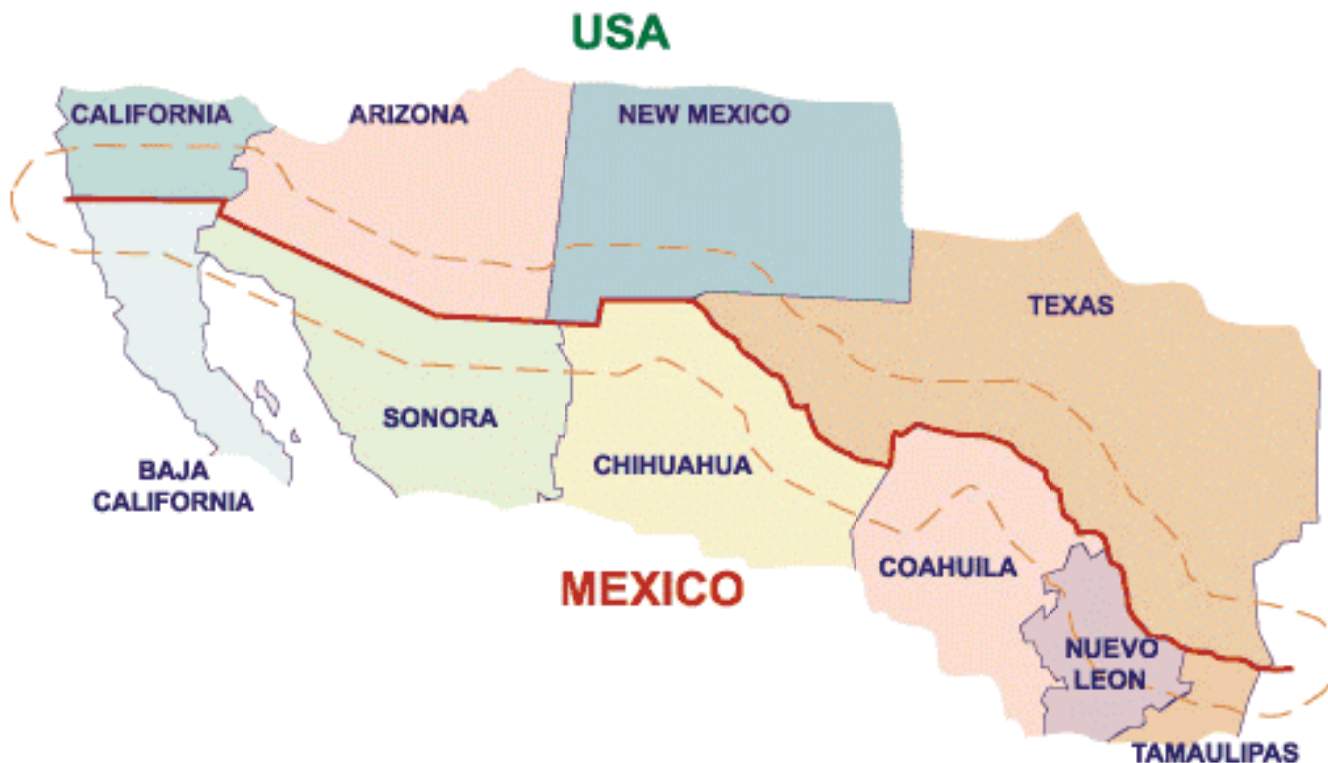 USA
CALIFORNIA
ARIZONA
NEW MEXICO
TEXAS
SONORA
CHIHUAHUA
BAJA
CALIFORNIA
COAHUILA
MEXICO
NUEVO
LEON
TAMAULIPAS